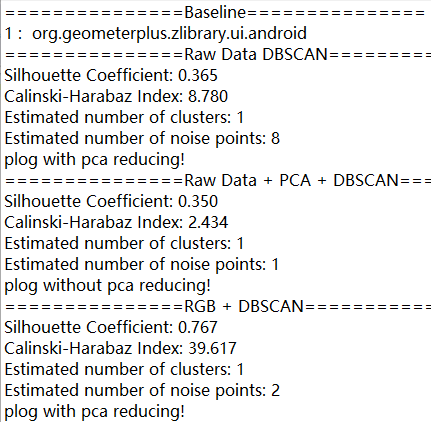 ===============Baseline===============
1 :  org.geometerplus.zlibrary.ui.android
===============Raw Data DBSCAN=========
Silhouette Coefficient: 0.365
Calinski-Harabaz Index: 8.780
Estimated number of clusters: 1
Estimated number of noise points: 8
plog with pca reducing!
===============Raw Data + PCA + DBSCAN===
Silhouette Coefficient: 0.350
Calinski-Harabaz Index: 2.434
Estimated number of clusters: 1
Estimated number of noise points: 1
plog without pca reducing!
===============RGB + DBSCAN===========
Silhouette Coefficient: 0.767
Calinski-Harabaz Index: 39.617
Estimated number of clusters: 1
Estimated number of noise points: 2
plog with pca reducing!